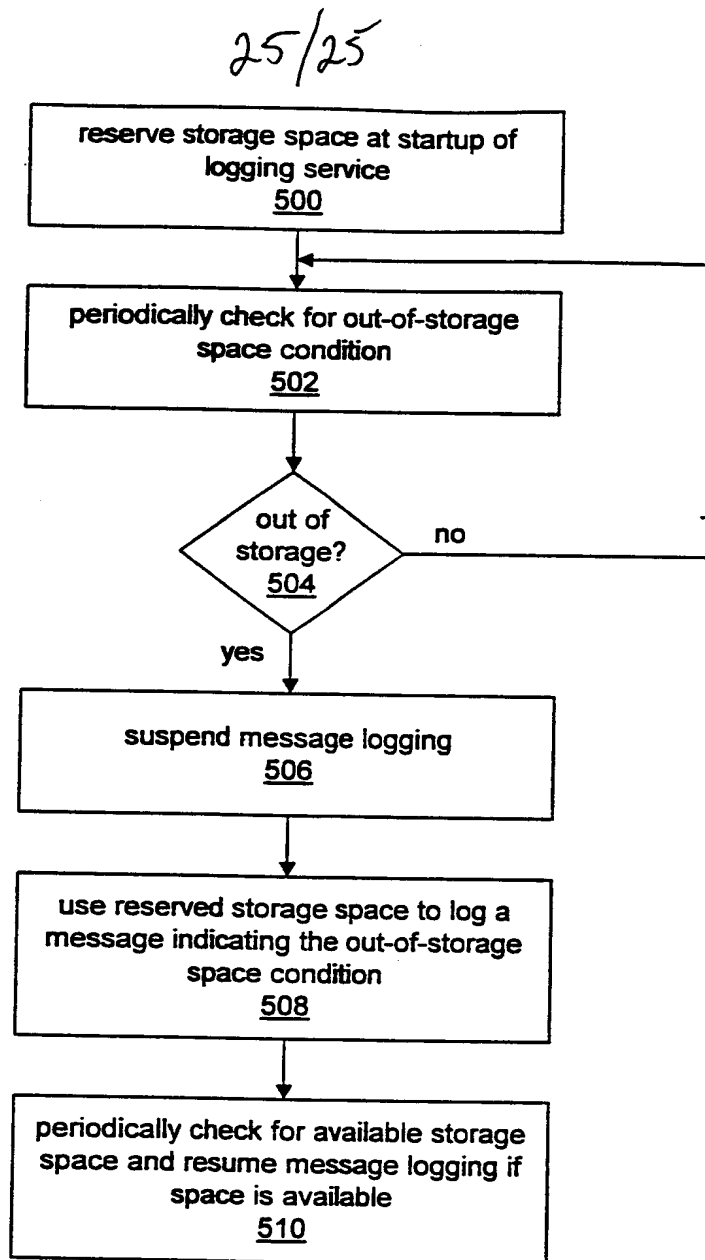 25/25
reserve storage space at startup of
logging service
500
periodically check for out-of-storage
space condition
502
out of
storage?
504
no
yes
suspend message logging
506
use reserved storage space to log a
message indicating the out-of-storage
space condition
508
periodically check for available storage
space and resume message logging if
space is available
510